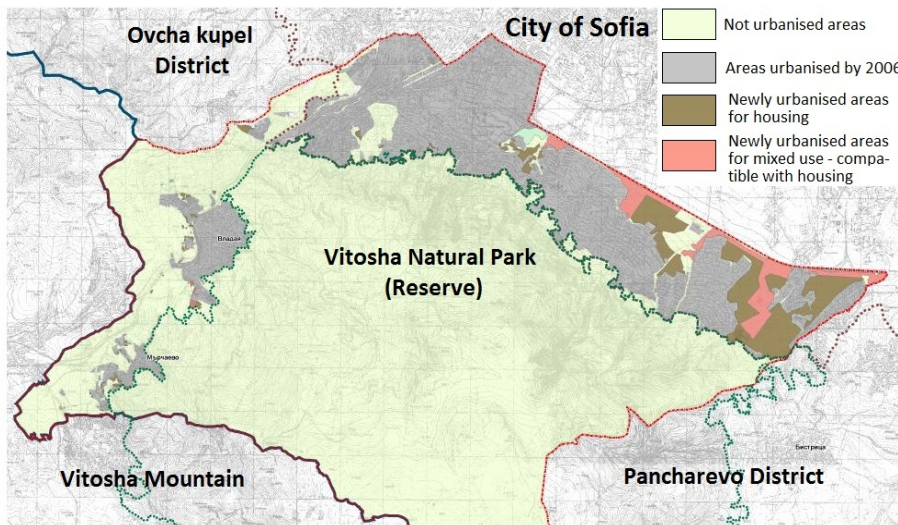 City of Sofia
Ovcha kupel
District
Not urbanised areas
Areas urbanised by 2006
Newly urbanised areas
for housing
Newly urbanised areas
for mixed use - compa-
tible with housing
Владая
Vitosha Natural Park
(Reserve)
Мърчаево
Бистрица
Vitosha Mountain
Pancharevo District